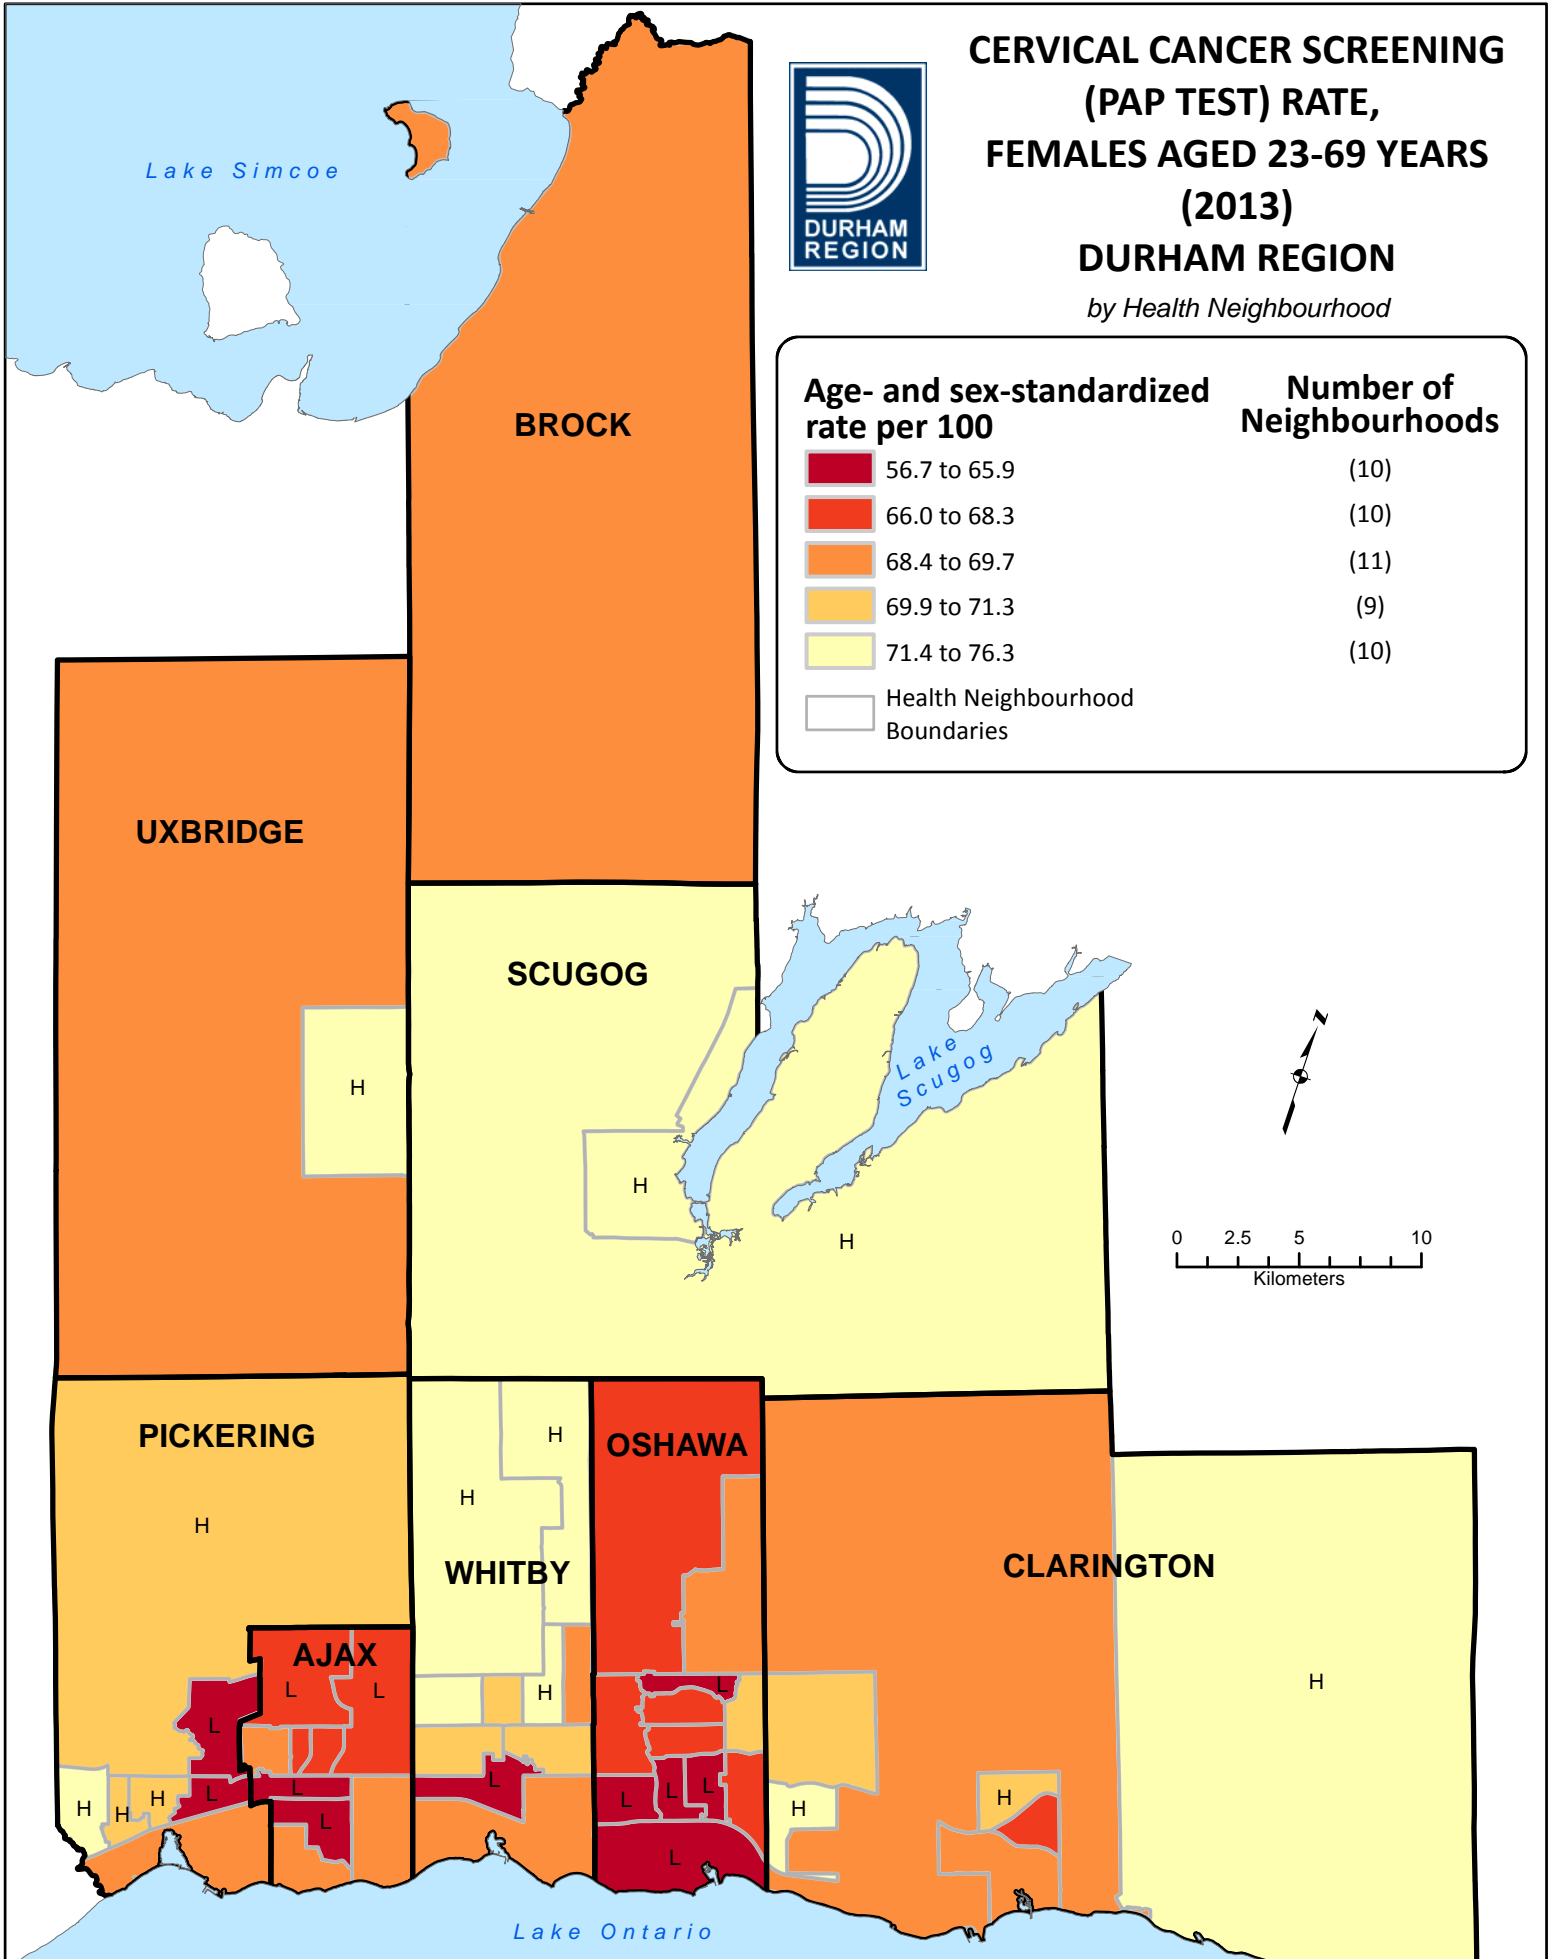 CERVICAL CANCER SCREENING
(PAP TEST) RATE,
FEMALES AGED 23-69 YEARS
(2013)
DURHAM REGION
by Health Neighbourhood
DURHAM
REGION
Lake Simcoe
Age- and sex-standardized
rate per 100
Number of
Neighbourhoods
56.7 to 65.9 (10)
66.0 to 68.3 (10)
68.4 to 69.7 (11)
69.9 to 71.3 (9)
71.4 to 76.3 (10)
Health Neighbourhood
Boundaries
BROCK
UXBRIDGE
SCUGOG
Lake
Scugog
H
H
H
N
0 2.5 5 10
Kilometers
PICKERING
H
OSHAWA
H
H
WHITBY
CLARINGTON
AJAX
H
L
L
L
H
L
L
H
H
H
L
L
L
L
L
L
L
H
H
L
L
Lake Ontario